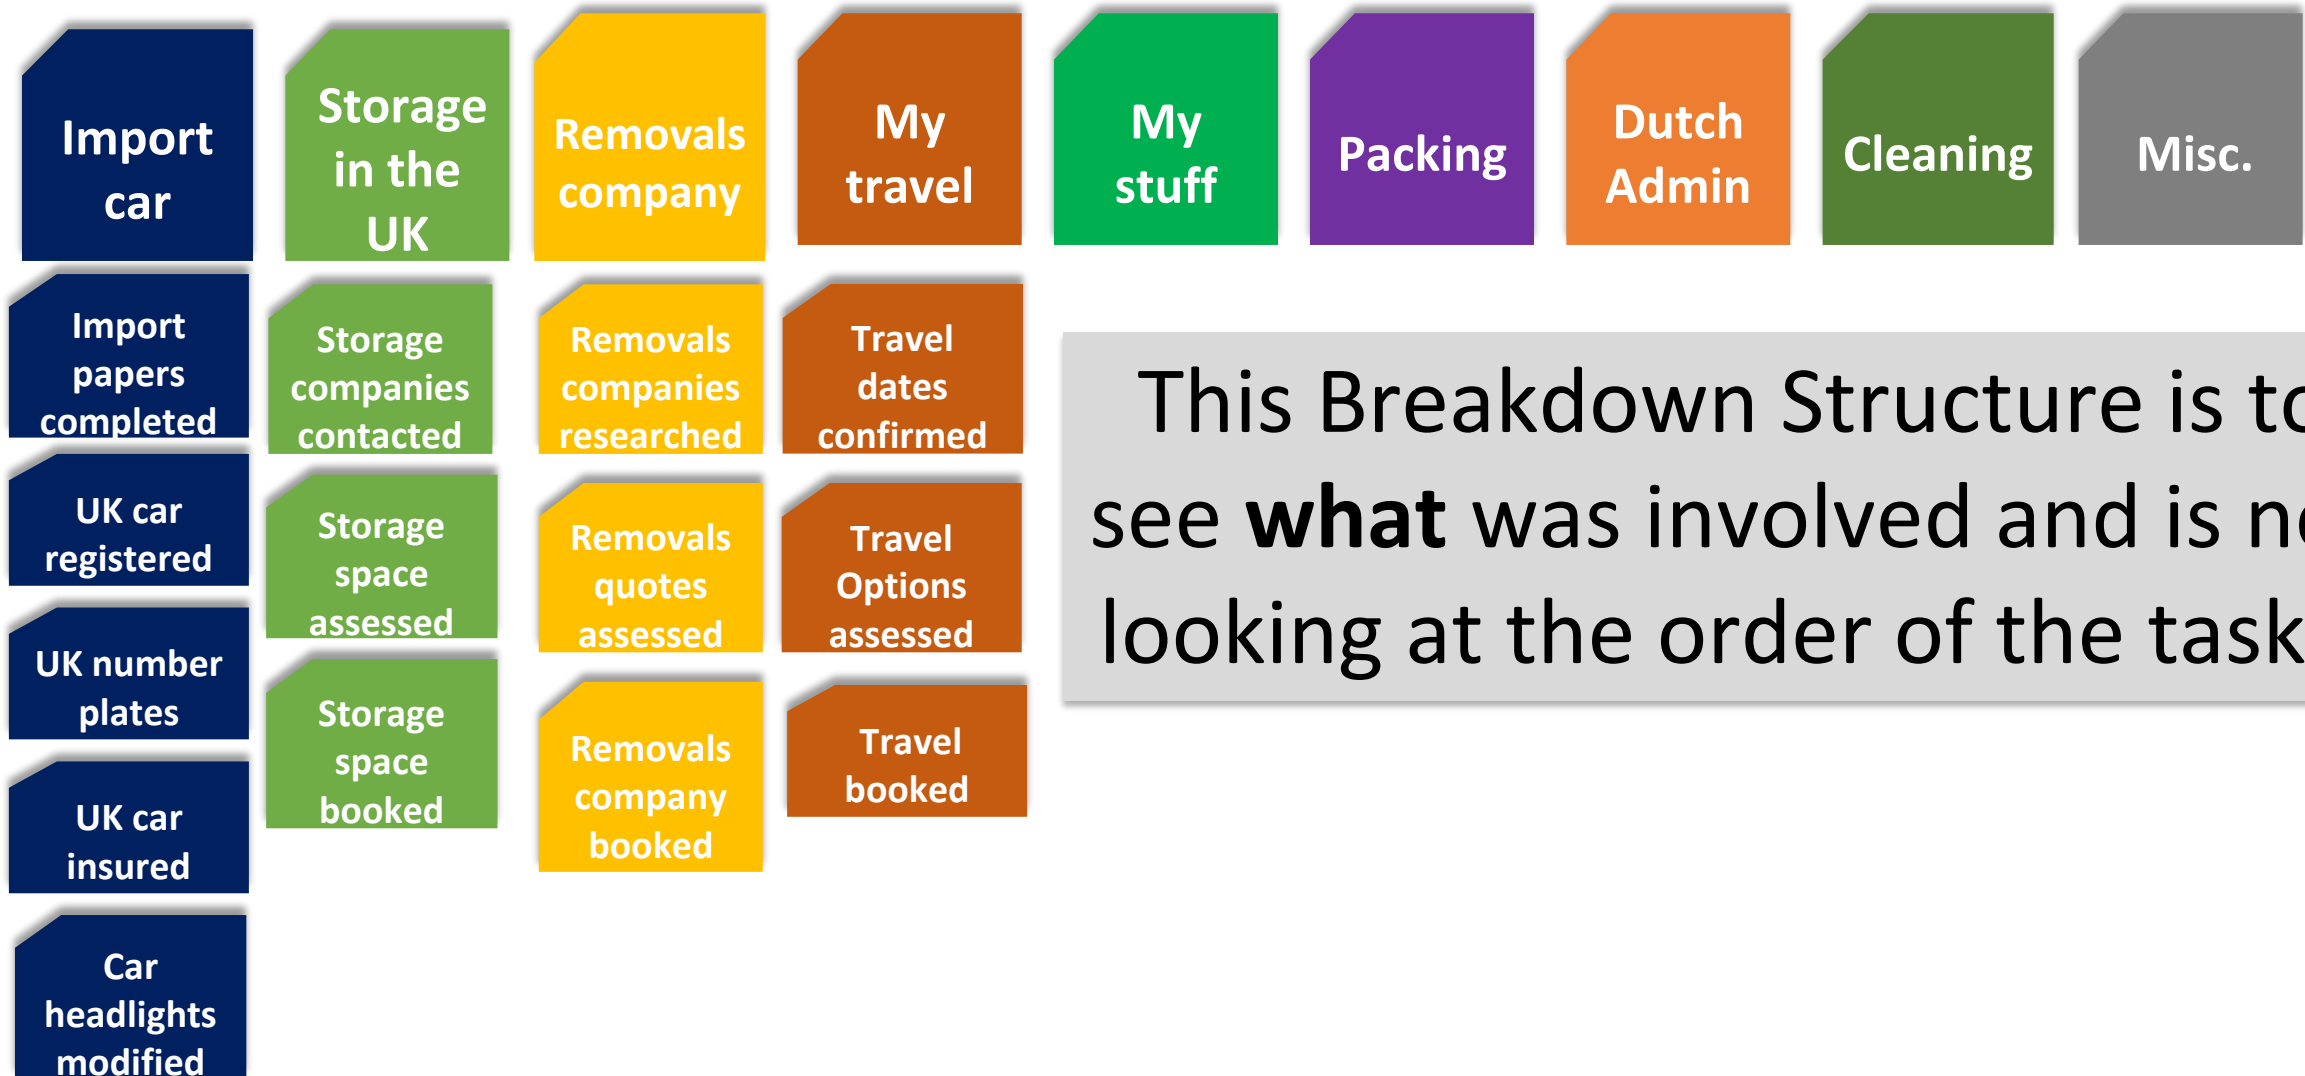 Import
car
Storage
in the
UK
Removals
company
My
travel
My
stuff
Packing
Dutch
Admin
Cleaning
Misc.
Import
papers
completed
UK car
registered
UK number
plates
UK car
insured
Car
headlights
modified
Storage
companies
contacted
Storage
space
assessed
Storage
space
booked
Removals
companies
researched
Removals
quotes
assessed
Removals
company
booked
Travel
dates
confirmed
Travel
Options
assessed
Travel
booked
This Breakdown Structure is to
see what was involved and is
looking at the order of the task